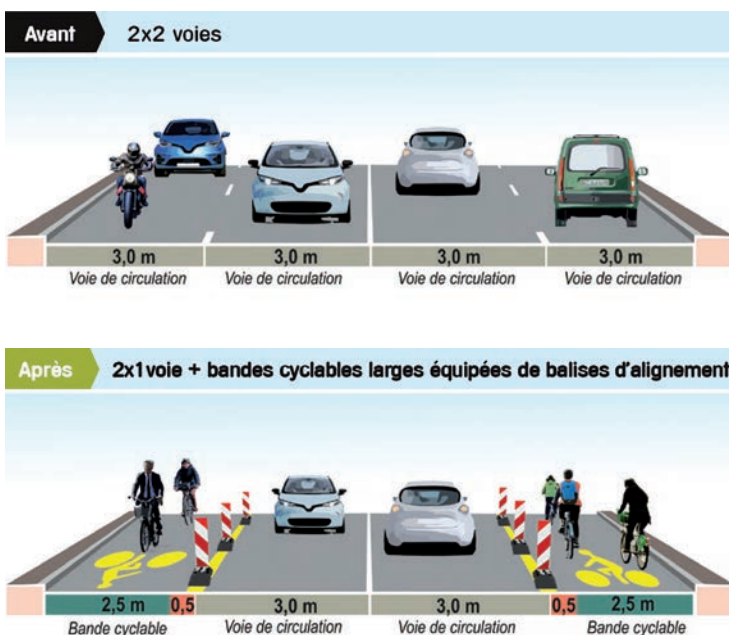 Avant 2x2 voies
3,0 m 3,0 m 3,0 m 3,0 m
Voie de circulation Voie de circulation Voie de circulation Voie de circulation
Après 2x1 voie + bandes cyclables larges équipées de balises d'alignement
2,5 m 0,5 3,0 m 3,0 m 0,5 2,5 m
Bande cyclable Voie de circulation Voie de circulation Bande cyclable